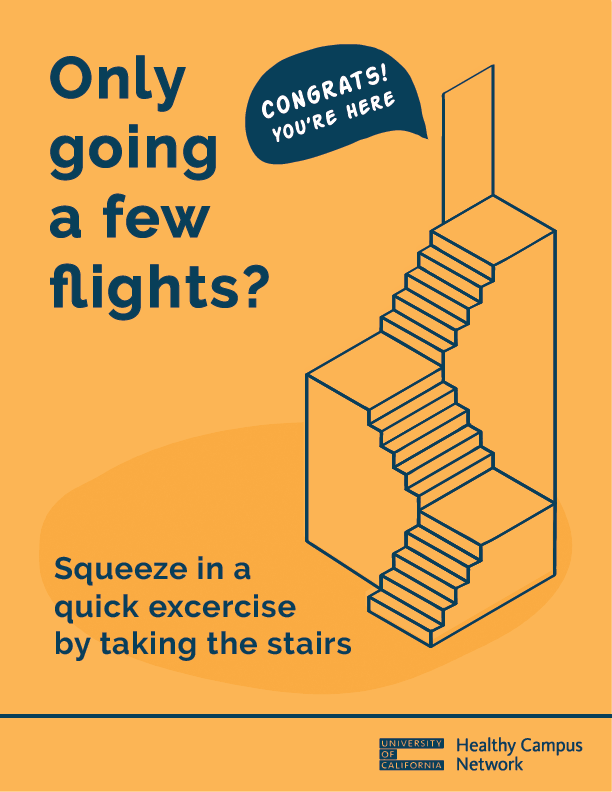 Only
going
a few
flights?
CONGRATS!
YOU'RE HERE
Squeeze in a
quick excercise
by taking the stairs
UNIVERSITY
OF
CALIFORNIA
Healthy Campus
Network